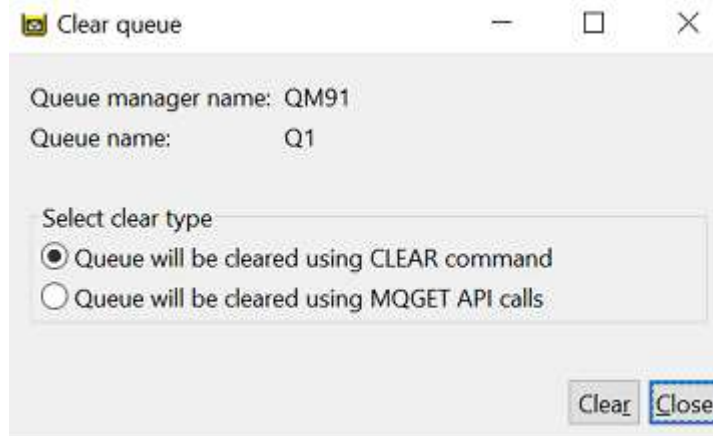 Clear queue
Queue manager name: QM91
Queue name: Q1
Select clear type
Queue will be cleared using CLEAR command
Queue will be cleared using MQGET API calls
Clear Close